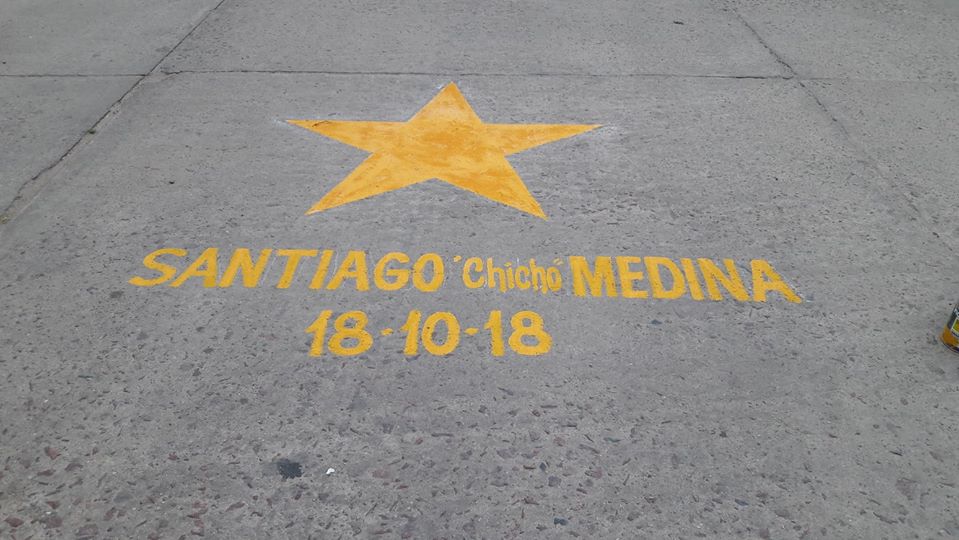 SANTIAGO "Chicho" MEDINA
18-10-18